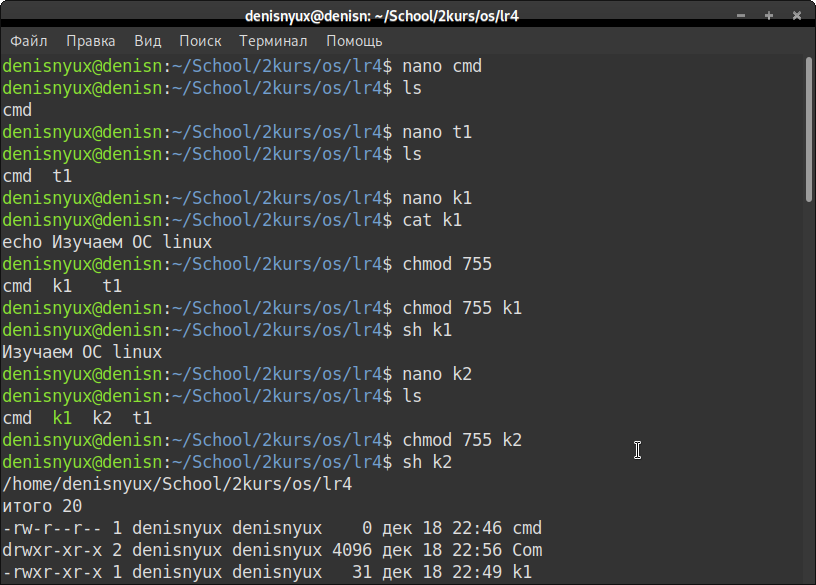 denisnyux@denisn: ~/School/2kurs/os/lr4
Файл Правка Вид Поиск Терминал Помощь
denisnyux@denisn:~/School/2kurs/os/lr4$ nano cmd
denisnyux@denisn:~/School/2kurs/os/lr4$ ls
cmd
denisnyux@denisn:~/School/2kurs/os/lr4$ nano t1
denisnyux@denisn:~/School/2kurs/os/lr4$ ls
cmd  t1
denisnyux@denisn:~/School/2kurs/os/lr4$ nano k1
denisnyux@denisn:~/School/2kurs/os/lr4$ cat k1
echo Изучаем ОС linux
denisnyux@denisn:~/School/2kurs/os/lr4$ chmod 755
cmd  k1   t1
denisnyux@denisn:~/School/2kurs/os/lr4$ chmod 755 k1
denisnyux@denisn:~/School/2kurs/os/lr4$ sh k1
Изучаем ОС linux
denisnyux@denisn:~/School/2kurs/os/lr4$ nano k2
denisnyux@denisn:~/School/2kurs/os/lr4$ ls
cmd  k1  k2  t1
denisnyux@denisn:~/School/2kurs/os/lr4$ chmod 755 k2
denisnyux@denisn:~/School/2kurs/os/lr4$ sh k2
/home/denisnyux/School/2kurs/os/lr4
итого 20
-rw-r--r-- 1 denisnyux denisnyux    0 дек 18 22:46 cmd
drwxr-xr-x 2 denisnyux denisnyux 4096 дек 18 22:56 Com
-rwxr-xr-x 1 denisnyux denisnyux   31 дек 18 22:49 k1